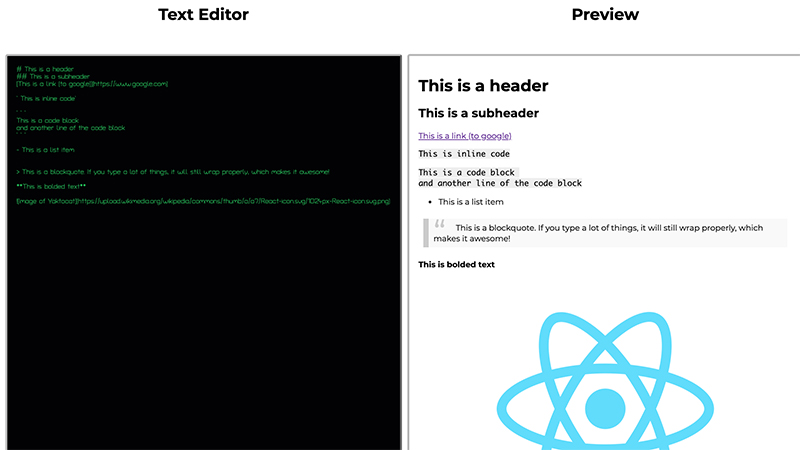 Text Editor
Preview
# This is a header
## This is a subheader
[This is a link (to google)](https://www.google.com)
` This is inline code`
```
This is a code block
and another line of the code block
```
- This is a list item
> This is a blockquote. If you type a lot of things, it will still wrap properly, which makes it awesome!
**This is bolded text**
![Image of Yaktocat](https://upload.wikimedia.org/wikipedia/commons/thumb/a/a7/React-icon.svg/1024px-React-icon.svg.png)
This is a header
This is a subheader
This is a link (to google)
This is inline code
This is a code block
and another line of the code block
• This is a list item
“ This is a blockquote. If you type a lot of things, it will still wrap properly, which
makes it awesome!
This is bolded text